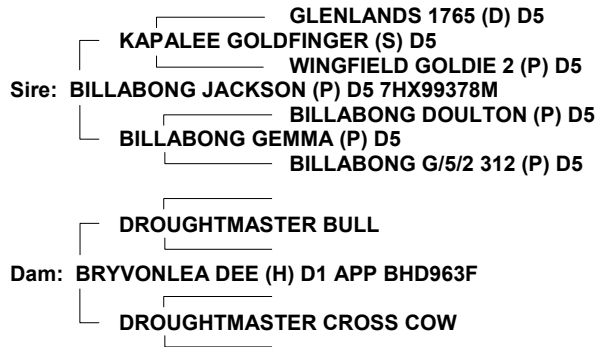 GLENLANDS 1765 (D) D5
KAPALEE GOLDFINGER (S) D5
WINGFIELD GOLDIE 2 (P) D5
Sire: BILLABONG JACKSON (P) D5 7HX99378M
BILLABONG DOULTON (P) D5
BILLABONG GEMMA (P) D5
BILLABONG G/5/2 312 (P) D5
DROUGHTMASTER BULL
Dam: BRYVONLEA DEE (H) D1 APP BHD963F
DROUGHTMASTER CROSS COW